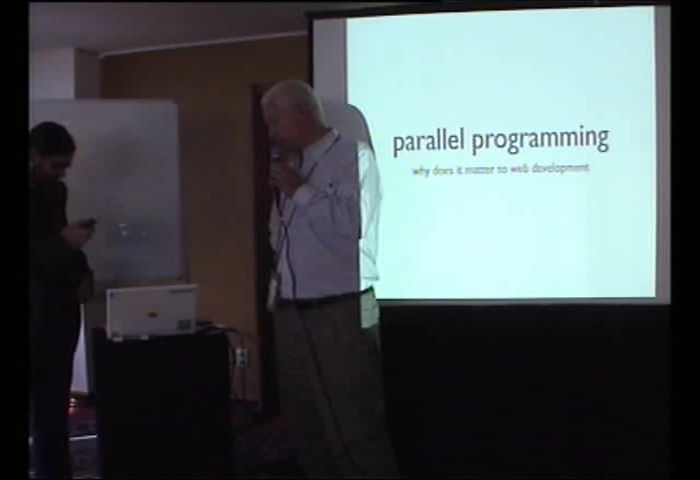 parallel programming
why does it matter to web development